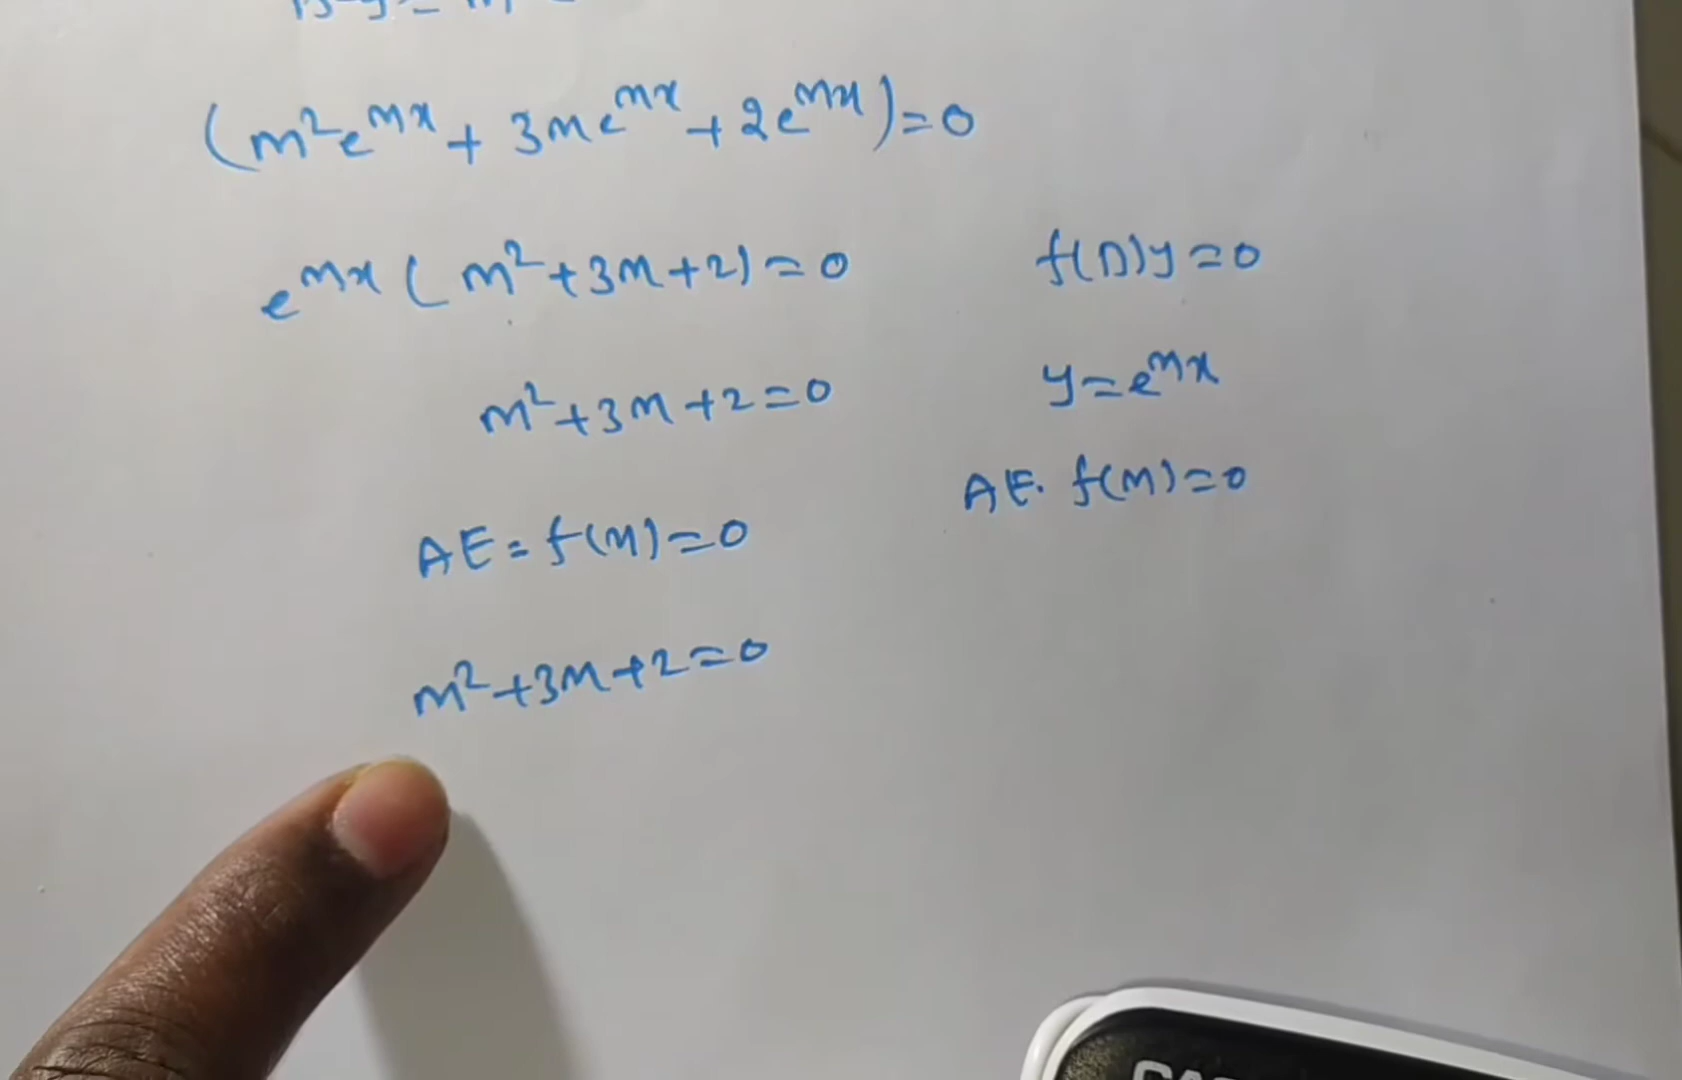 (m²e^mx + 3me^mx + 2e^mx) = 0
e^mx (m² + 3m + 2) = 0
m² + 3m + 2 = 0
AE = f(m) = 0
m² + 3m + 2 = 0
f(D)y = 0
y = e^mx
AE. f(m) = 0